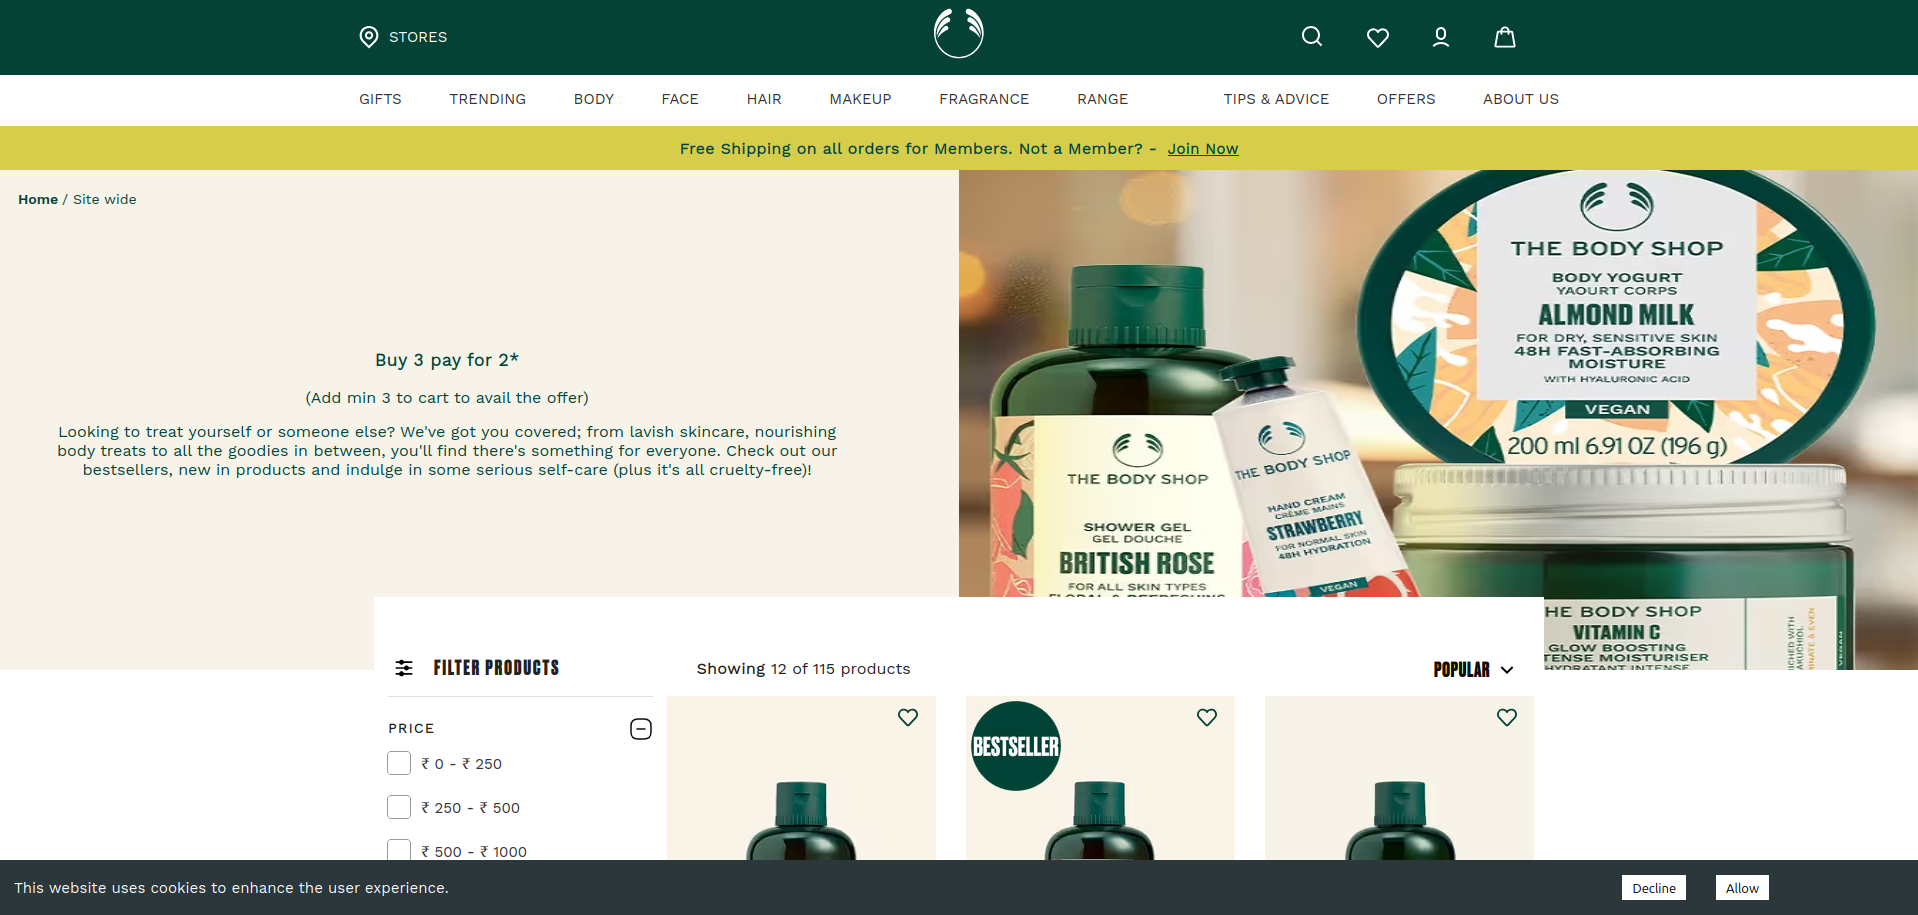 STORES
GIFTS TRENDING BODY FACE HAIR MAKEUP FRAGRANCE RANGE TIPS & ADVICE OFFERS ABOUT US
Free Shipping on all orders for Members. Not a Member? - Join Now
Home / Site wide
Buy 3 pay for 2*
(Add min 3 to cart to avail the offer)
Looking to treat yourself or someone else? We've got you covered; from lavish skincare, nourishing
body treats to all the goodies in between, you'll find there's something for everyone. Check out our
bestsellers, new in products and indulge in some serious self-care (plus it's all cruelty-free)!
THE BODY SHOP
BODY YOGURT
YAOURT CORPS
ALMOND MILK
FOR DRY, SENSITIVE SKIN
48H FAST-ABSORBING
MOISTURE
WITH HYALURONIC ACID
VEGAN
200 ml 6.91 OZ (196 g)
THE BODY SHOP
SHOWER GEL
GEL DOUCHE
BRITISH ROSE
FOR ALL SKIN TYPES
FLORAL & REFRESHING
THE BODY SHOP
HAND CREAM
CRÈME MAINS
STRAWBERRY
FOR NORMAL SKIN
48H HYDRATION
VEGAN
HE BODY SHOP
VITAMIN C
GLOW BOOSTING
TENSE MOISTURISER
HYDRATANT INTENSE
VEGAN
FILTER PRODUCTS
Showing 12 of 115 products
POPULAR
PRICE
₹ 0 - ₹ 250
₹ 250 - ₹ 500
₹ 500 - ₹ 1000
BESTSELLER
This website uses cookies to enhance the user experience.
Decline
Allow